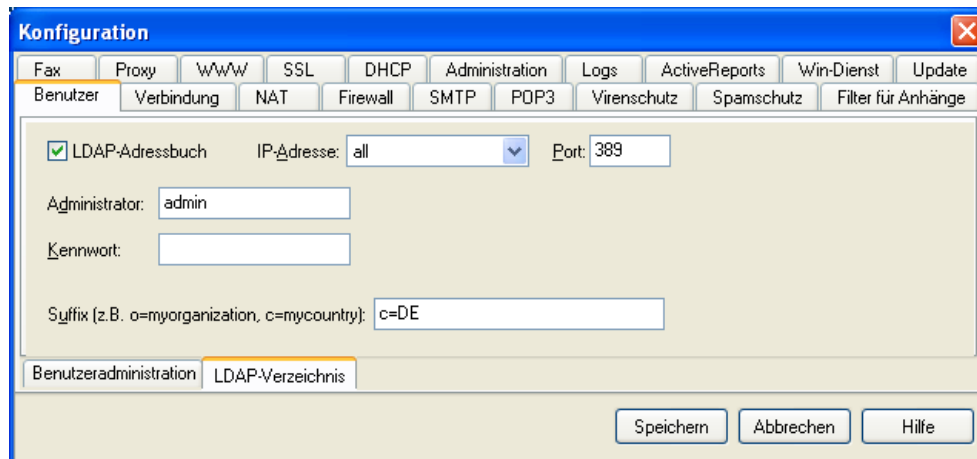 Konfiguration
Fax Proxy WWW SSL DHCP Administration Logs ActiveReports Win-Dienst Update
Benutzer Verbindung NAT Firewall SMTP POP3 Virenschutz Spamschutz Filter für Anhänge
LDAP-Adressbuch IP-Adresse: all Port: 389
Administrator: admin
Kennwort:
Suffix (z.B. o=myorganization, c=mycountry): c=DE
Benutzeradministration LDAP-Verzeichnis
Speichern Abbrechen Hilfe